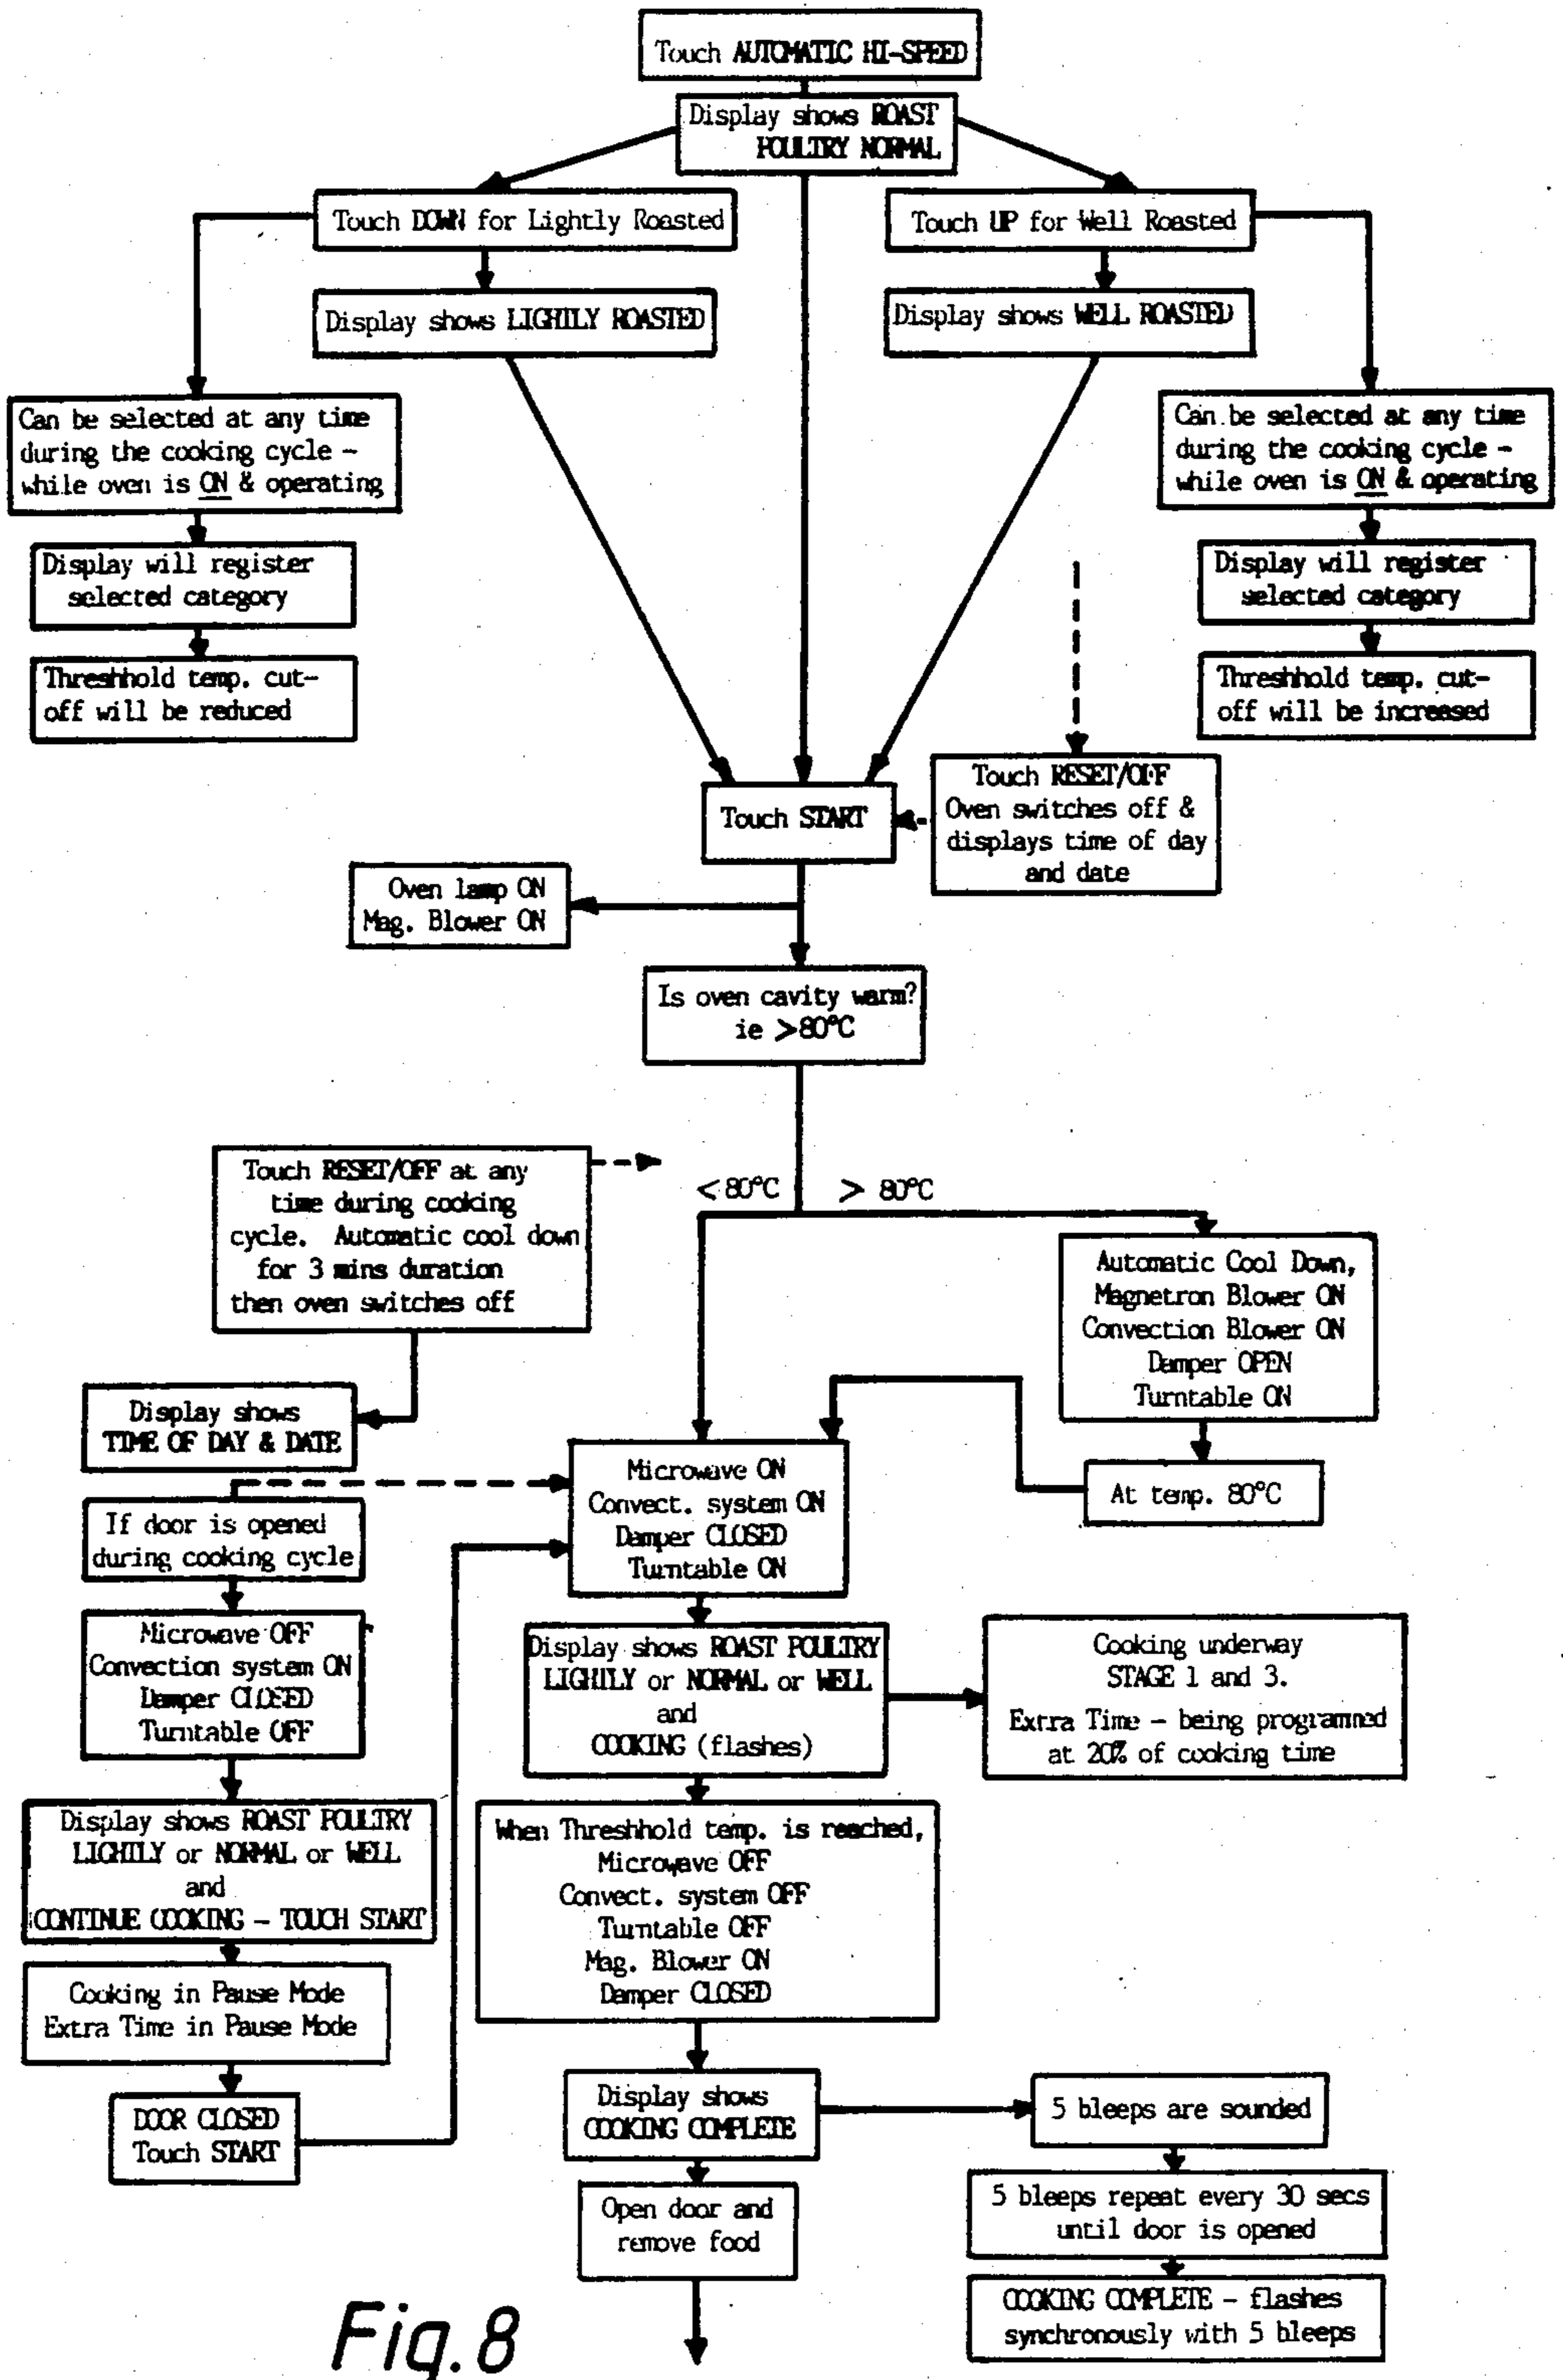 Touch AUTOMATIC HI-SPEED
Display shows ROAST
POULTRY NORMAL
Touch DOWN for Lightly Roasted
Touch UP for Well Roasted
Display shows LIGHTLY ROASTED
Display shows WELL ROASTED
Can be selected at any time
during the cooking cycle -
while oven is ON & operating
Can be selected at any time
during the cooking cycle -
while oven is ON & operating
Display will register
selected category
Display will register
selected category
Threshhold temp. cut-
off will be reduced
Threshhold temp. cut-
off will be increased
Touch START
Touch RESET/OFF
Oven switches off &
displays time of day
and date
Oven lamp ON
Mag. Blower ON
Is oven cavity warm?
ie >80°C
Touch RESET/OFF at any
time during cooking
cycle. Automatic cool down
for 3 mins duration
then oven switches off
<80°C
> 80°C
Automatic Cool Down,
Magnetron Blower ON
Convection Blower ON
Damper OPEN
Turntable ON
Display shows
TIME OF DAY & DATE
At temp. 80°C
Microwave ON
Convect. system ON
Damper CLOSED
Turntable ON
If door is opened
during cooking cycle
Microwave OFF
Convection system ON
Damper CLOSED
Turntable OFF
Display shows ROAST POULTRY
LIGHTLY or NORMAL or WELL
and
COOKING (flashes)
Cooking underway
STAGE 1 and 3.
Extra Time - being programmed
at 20% of cooking time
Display shows ROAST POULTRY
LIGHTLY or NORMAL or WELL
and
CONTINUE COOKING - TOUCH START
When Threshhold temp. is reached,
Microwave OFF
Convect. system OFF
Turntable OFF
Mag. Blower ON
Damper CLOSED
Cooking in Pause Mode
Extra Time in Pause Mode
DOOR CLOSED
Touch START
Display shows
COOKING COMPLETE
5 bleeps are sounded
Open door and
remove food
5 bleeps repeat every 30 secs
until door is opened
COOKING COMPLETE - flashes
synchronously with 5 bleeps
Fig.8